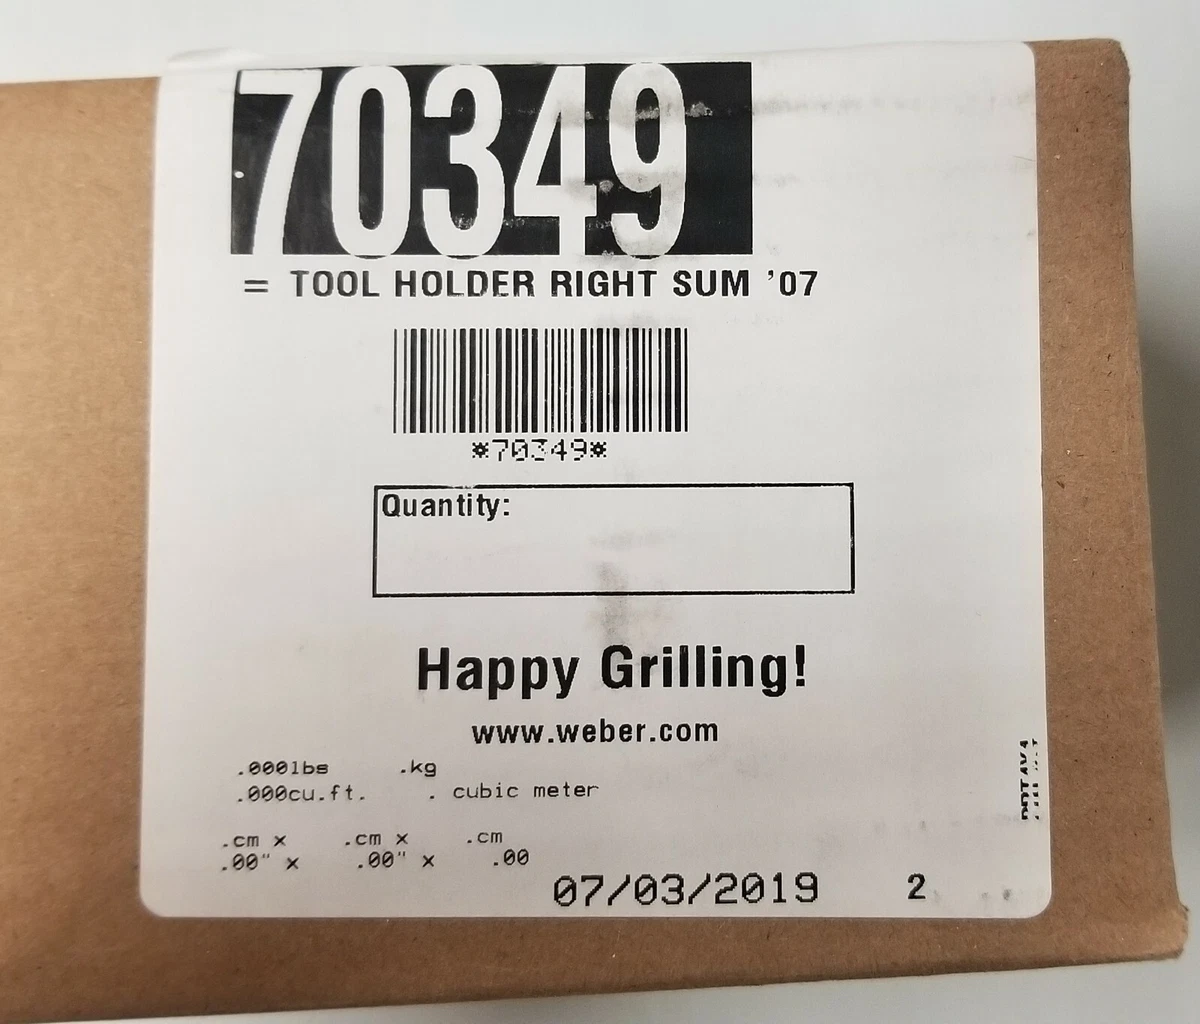 70349
= TOOL HOLDER RIGHT SUM '07
*70349*
Quantity:
Happy Grilling!
www.weber.com
.000lbs .kg
.000cu.ft. . cubic meter
.cm x .cm x .cm
.00" x .00" x .00
07/03/2019 2